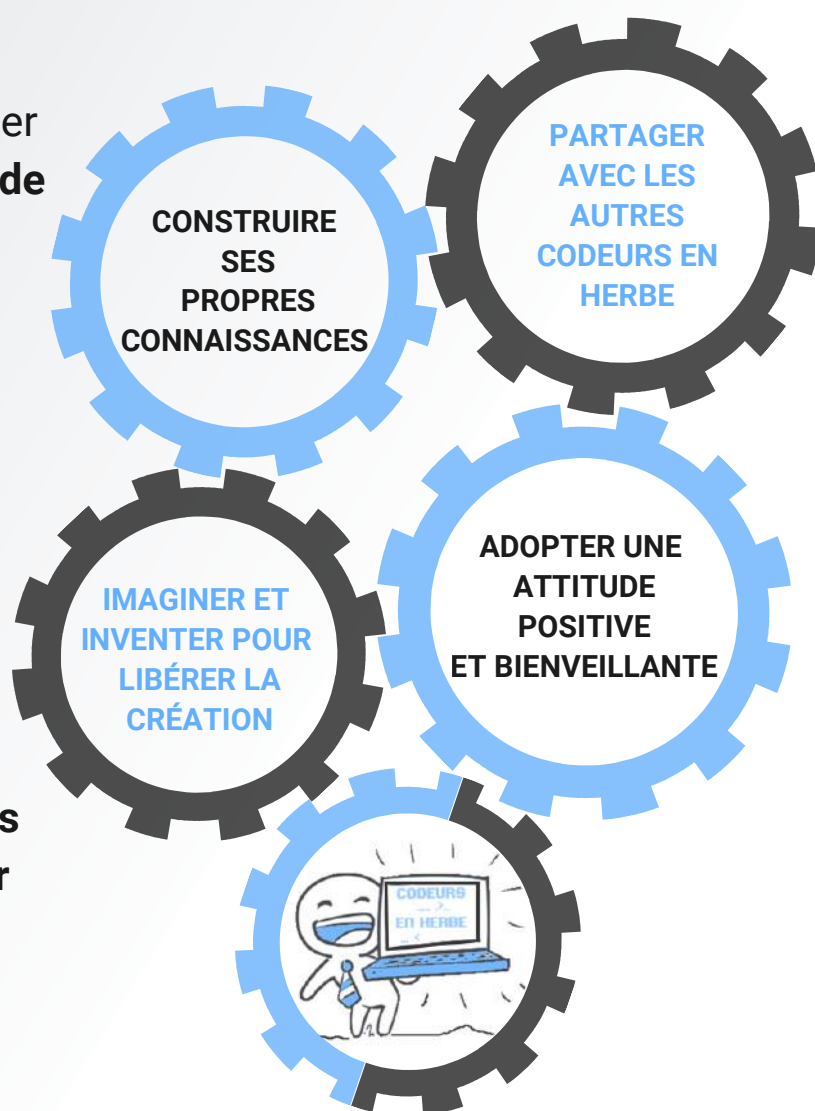 er
de
CONSTRUIRE
SES
PROPRES
CONNAISSANCES
PARTAGER
AVEC LES
AUTRES
CODEURS EN
HERBE
IMAGINER ET
INVENTER POUR
LIBÉRER LA
CRÉATION
ADOPTER UNE
ATTITUDE
POSITIVE
ET BIENVEILLANTE
s
r
CODEURS
... ?..
EN HERBE
.. <